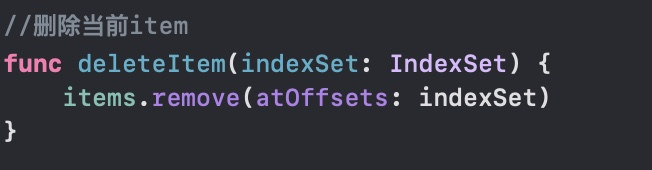 //删除当前item
func deleteItem(indexSet: IndexSet) {
    items.remove(atOffsets: indexSet)
}